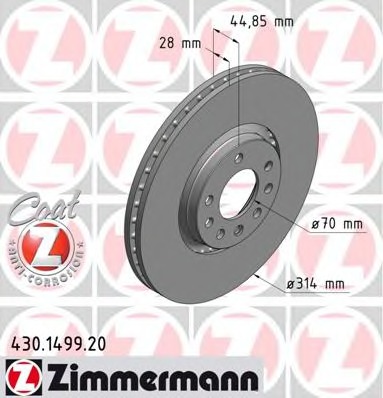 44,85 mm
28 mm
ø70 mm
ø314 mm
Coat
Z
ANTI-CORROSION
430.1499.20
Z Zimmermann